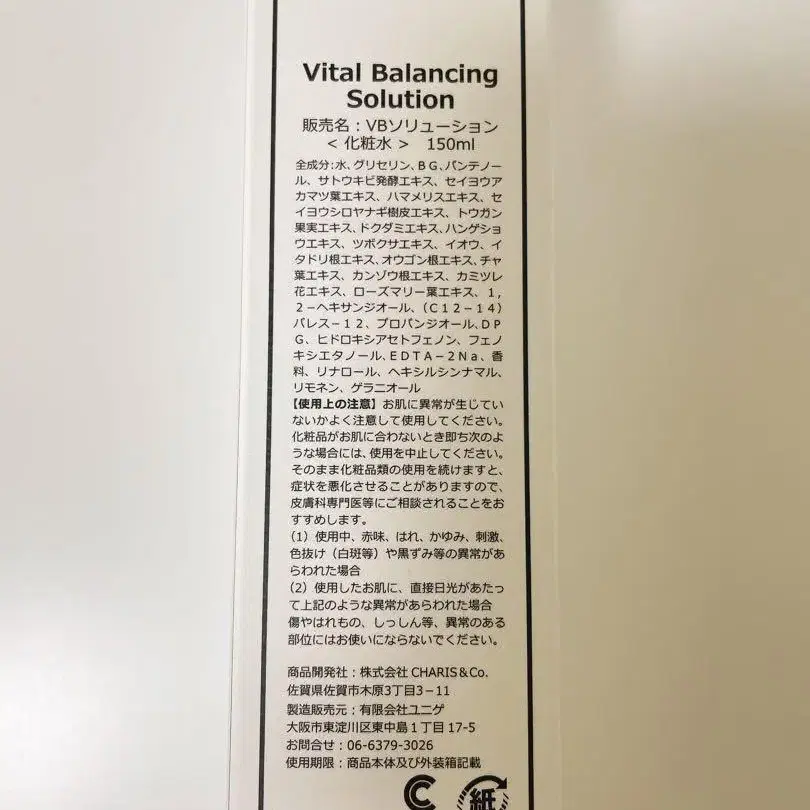 Vital Balancing
Solution
販売名：VBソリューション
＜ 化粧水 ＞　150ml
全成分：水、グリセリン、ＢＧ、パンテノー
ル、サトウキビ発酵エキス、セイヨウア
カマツ葉エキス、ハマメリスエキス、セ
イヨウシロヤナギ樹皮エキス、トウガン
果実エキス、ドクダミエキス、ハンゲショ
ウエキス、ツボクサエキス、イオウ、イ
タドリ根エキス、オウゴン根エキス、チャ
葉エキス、カンゾウ根エキス、カミツレ
花エキス、ローズマリー葉エキス、１，
２－ヘキサンジオール、（Ｃ１２－１４）
パレス－１２、プロパンジオール、ＤＰ
Ｇ、ヒドロキシアセトフェノン、フェノ
キシエタノール、ＥＤＴＡ－２Ｎａ、香
料、リナロール、ヘキシルシンナマル、
リモネン、ゲラニオール
【使用上の注意】お肌に異常が生じてい
ないかよく注意して使用してください。
化粧品がお肌に合わないとき即ち次のよ
うな場合には、使用を中止してください。
そのまま化粧品類の使用を続けますと、
症状を悪化させることがありますので、
皮膚科専門医等にご相談されることをお
すすめします。
（1）使用中、赤味、はれ、かゆみ、刺激、
色抜け（白斑等）や黒ずみ等の異常があ
らわれた場合
（2）使用したお肌に、直接日光があたっ
て上記のような異常があらわれた場合
傷やはれもの、しっしん等、異常のある
部位にはお使いにならないでください。
商品開発社：株式会社 CHARIS＆Co.
佐賀県佐賀市木原3丁目3－11
製造販売元：有限会社ユニゲ
大阪市東淀川区東中島１丁目 17-5
お問合せ：06-6379-3026
使用期限：商品本体及び外装箱記載
紙